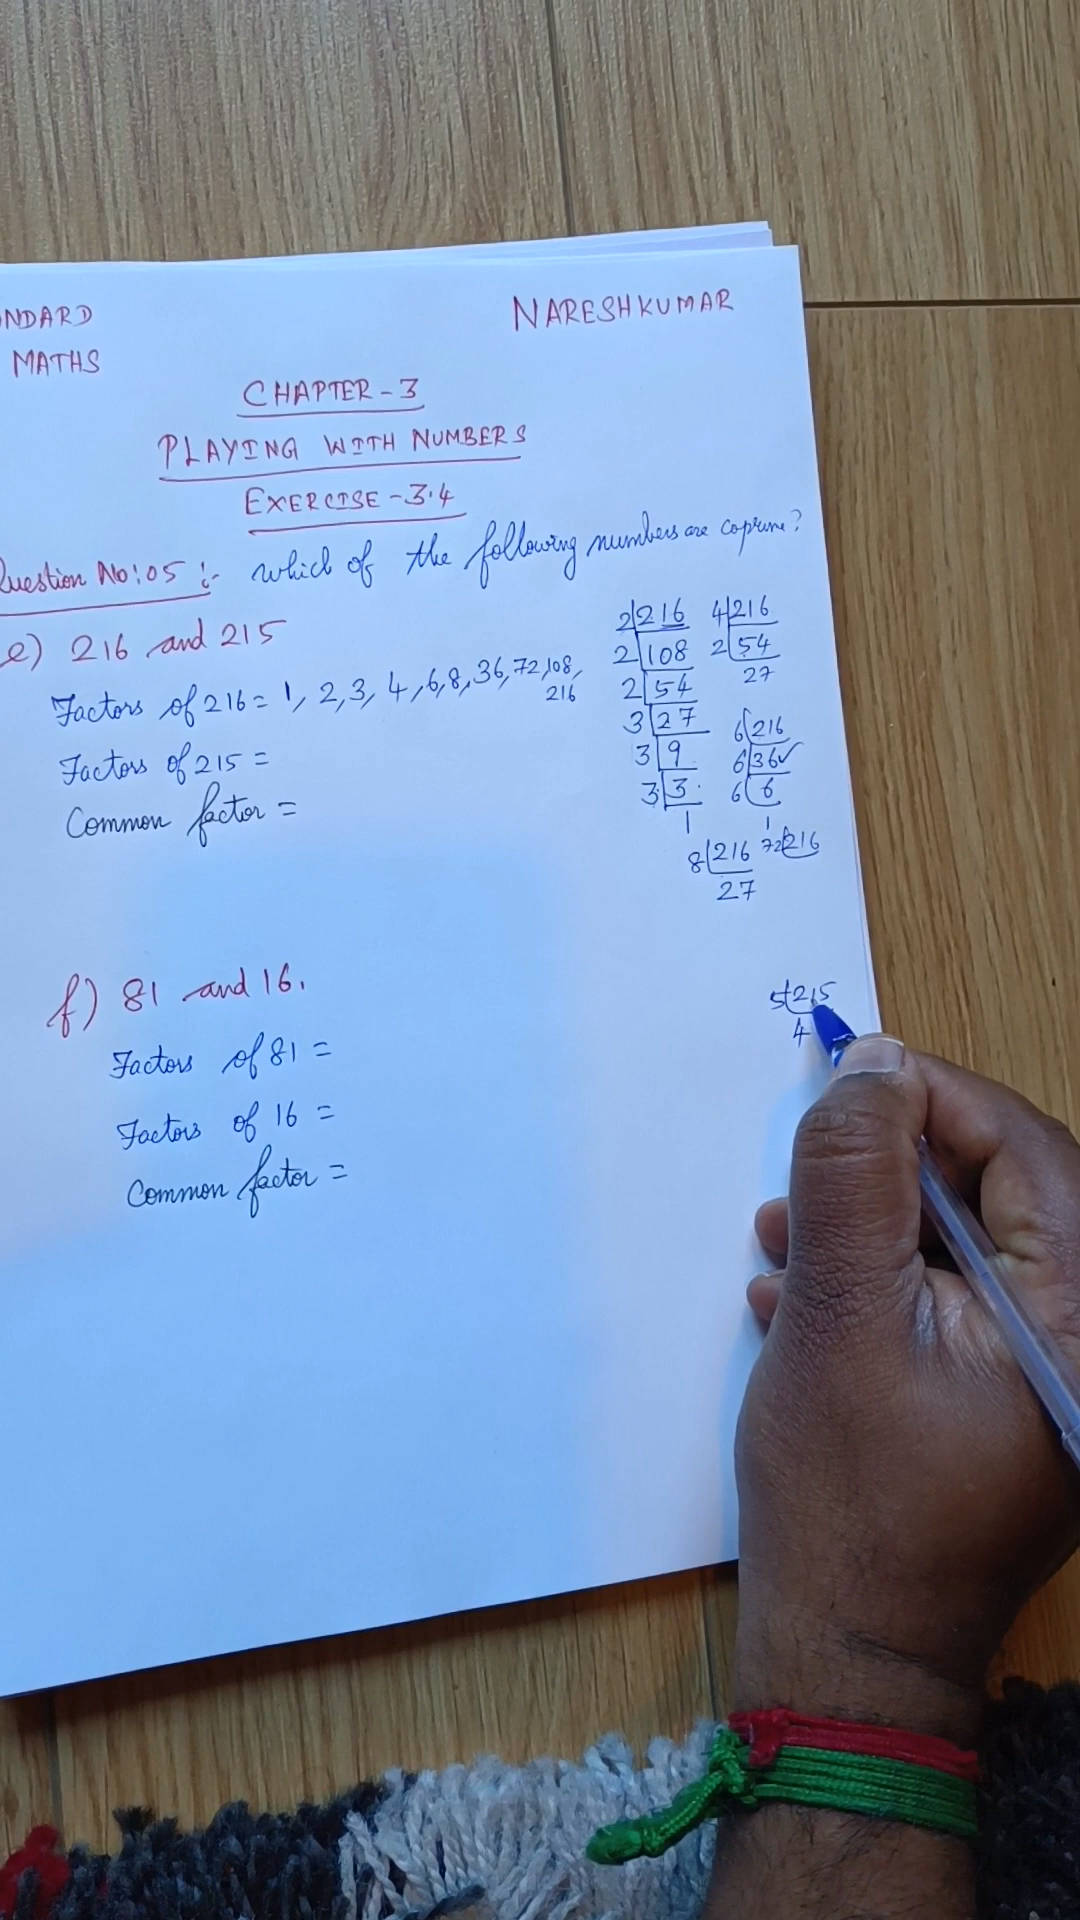 NDARD
NARESHKUMAR
MATHS
CHAPTER-3
PLAYING WITH NUMBERS
EXERCISE-3.4
Question No:05 :- which of the following numbers are coprime?
e) 216 and 215
Factors of 216 = 1, 2, 3, 4, 6, 8, 36, 72, 108,
216
Factors of 215 =
Common factor =
2|216
2|108
2|54
3|27
3|9
3|3
1
4|216
2|54
27
6|216
6|36✓
6|6
1
8|216
27
72|216
f) 81 and 16.
Factors of 81 =
Factors of 16 =
Common factor =
5|215
4